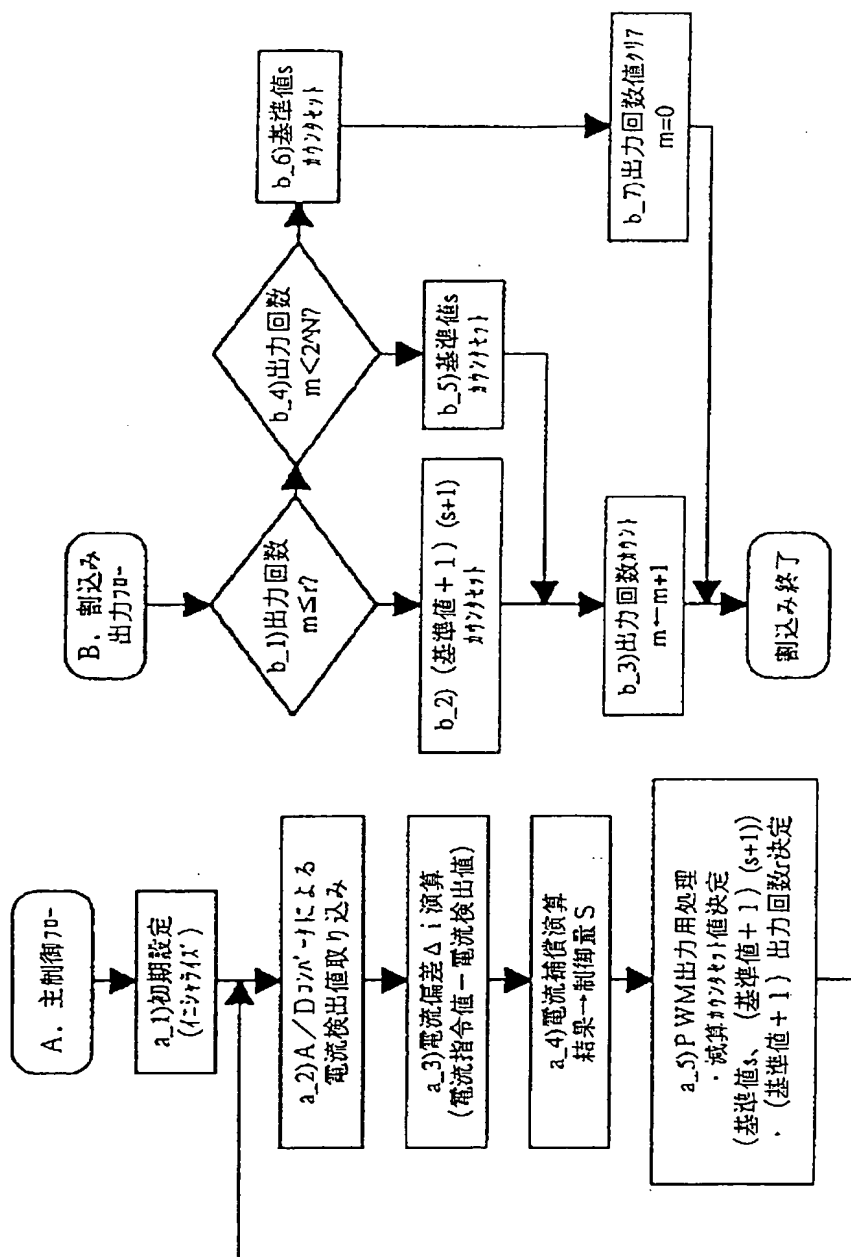 A. 主制御フロー
a_1)初期設定
(イニシャライズ)
a_2)A/Dコンバータによる
電流検出値取り込み
a_3)電流偏差Δi演算
(電流指令値-電流検出値)
a_4)電流補償演算
結果→制御量S
a_5)PWM出力用処理
・減算カウンタセット値決定
(基準値s、(基準値+1)(s+1))
・(基準値+1)出力回数r決定
B. 割込み
出力フロー
b_1)出力回数
m≦r?
b_2)(基準値+1)(s+1)
カウンタセット
b_3)出力回数カウント
m←m+1
割込み終了
b_4)出力回数
m<2^N?
b_5)基準値s
カウンタセット
b_6)基準値s
カウンタセット
b_7)出力回数値クリア
m=0